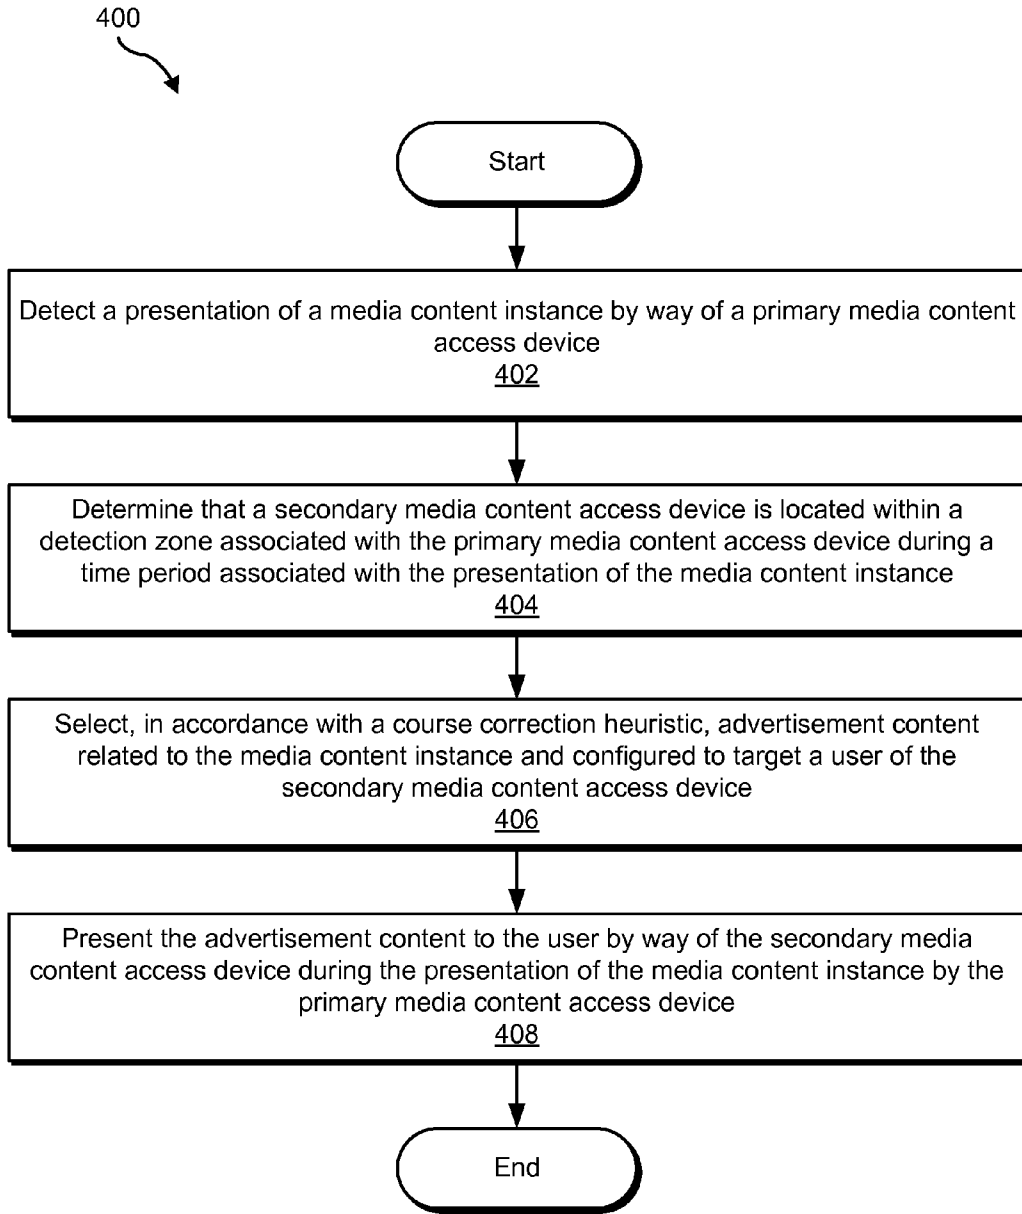 400
Start
Detect a presentation of a media content instance by way of a primary media content
access device
402
Determine that a secondary media content access device is located within a
detection zone associated with the primary media content access device during a
time period associated with the presentation of the media content instance
404
Select, in accordance with a course correction heuristic, advertisement content
related to the media content instance and configured to target a user of the
secondary media content access device
406
Present the advertisement content to the user by way of the secondary media
content access device during the presentation of the media content instance by the
primary media content access device
408
End